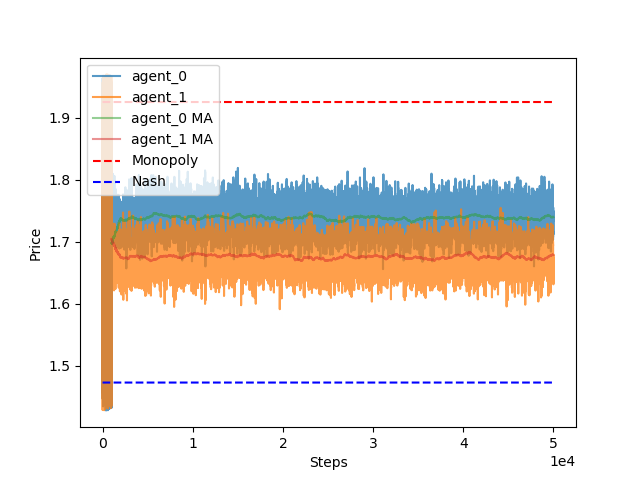 agent_0
agent_1
agent_0 MA
agent_1 MA
Monopoly
Nash
Price
1.9
1.8
1.7
1.6
1.5
0
1
2
3
4
5
1e4
Steps